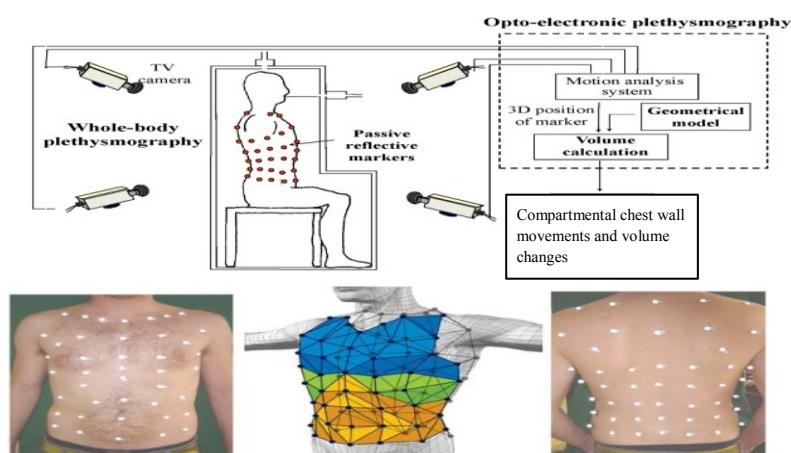 Opto-electronic plethysmography
TV
camera
Motion analysis
system
3D position
of marker
Geometrical
model
Whole-body
plethysmography
Passive
reflective
markers
Volume
calculation
Compartmental chest wall
movements and volume
changes